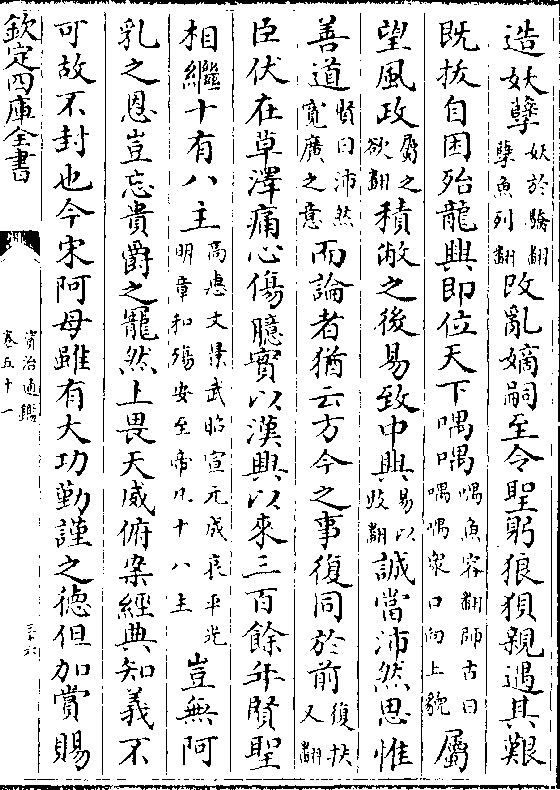 造妖孽妖於驕翻孽魚列翻改亂嫡嗣至令聖躬狼狽親遇其艱
既拔自困殆龍興即位天下喁喁喁魚容翻師古曰喁喁衆口向上貌屬
望風政屬之欲翻積敝之後易致中興易以豉翻誠當沛然思惟
善道賢曰沛然寛廣之意而論者猶云方今之事復同於前復扶又翻
臣伏在草澤痛心傷臆實以漢興以來三百餘年賢聖
相繼十有八主高惠文景武昭宣元成哀平光明章和殤安至帝凡十八主豈無阿
乳之恩豈忘貴爵之寵然上畏天威俯案經典知義不
可故不封也今宋阿母雖有大功勤謹之徳但加賞賜
欽定四庫全書
資治通鑑
卷五十一